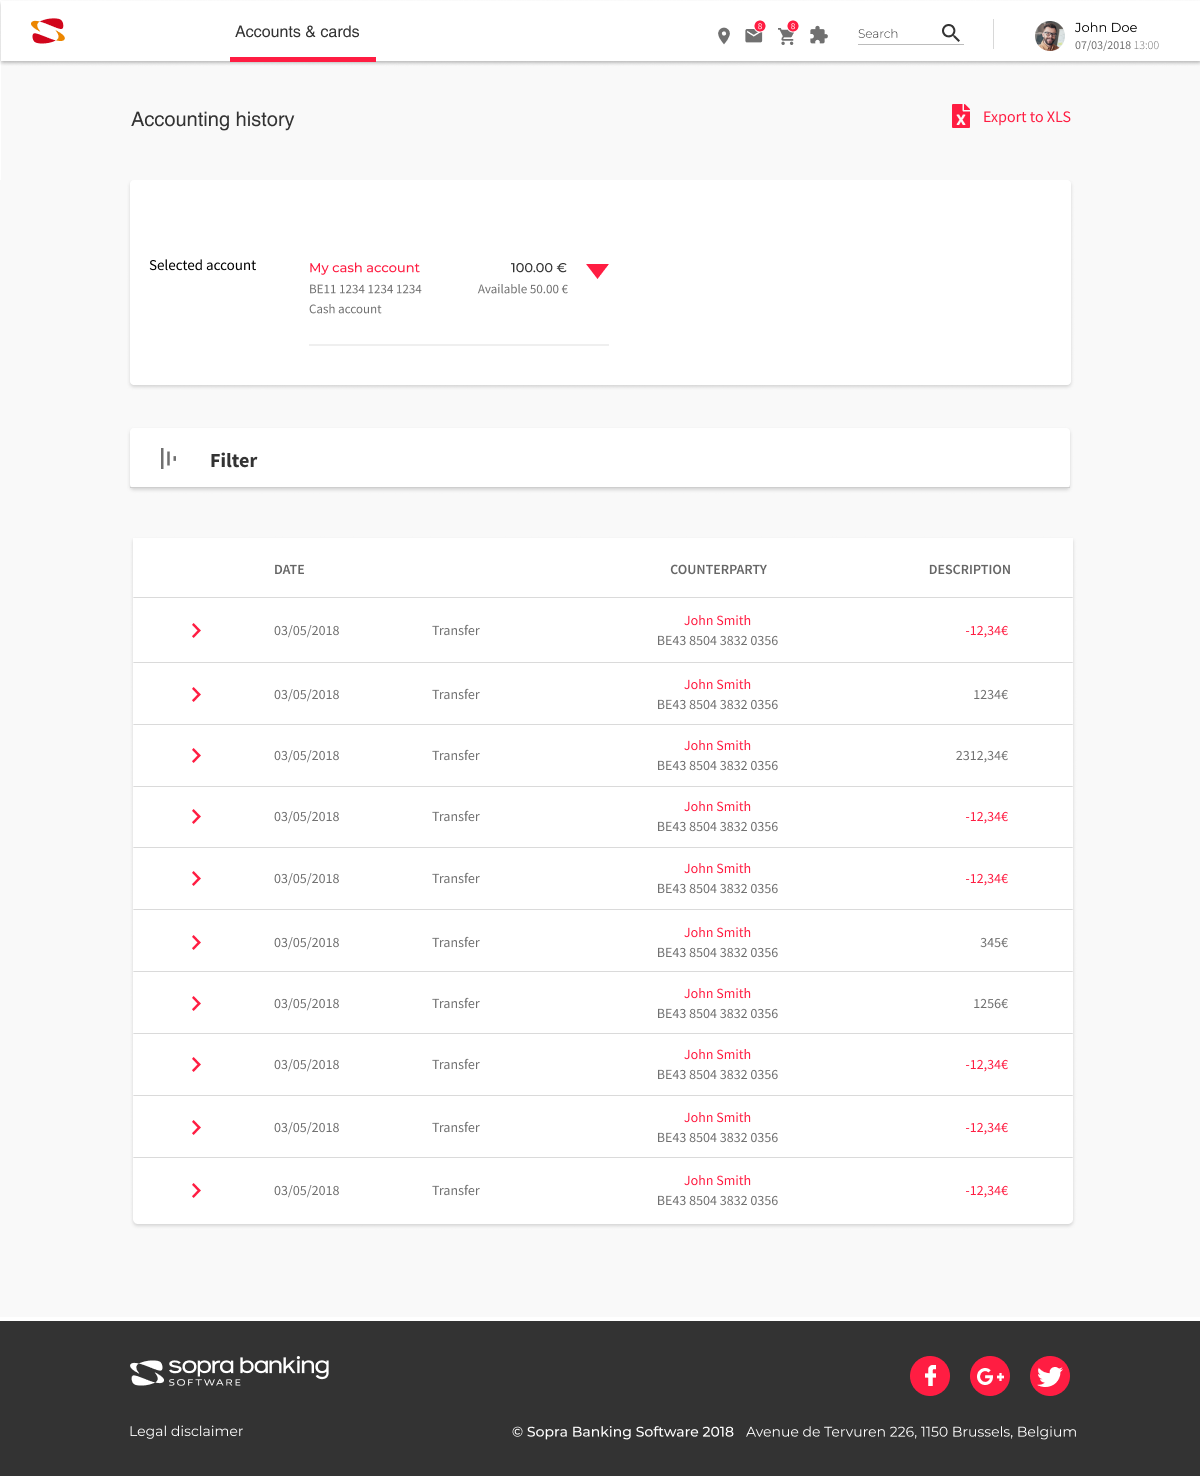 Accounts & cards
8
8
Search
John Doe
07/03/2018 13:00
Accounting history
X
Export to XLS
Selected account
My cash account
100.00 €
BE11 1234 1234 1234
Available 50.00 €
Cash account
Filter
DATE
COUNTERPARTY
DESCRIPTION
03/05/2018
Transfer
John Smith
BE43 8504 3832 0356
-12,34€
03/05/2018
Transfer
John Smith
BE43 8504 3832 0356
1234€
03/05/2018
Transfer
John Smith
BE43 8504 3832 0356
2312,34€
03/05/2018
Transfer
John Smith
BE43 8504 3832 0356
-12,34€
03/05/2018
Transfer
John Smith
BE43 8504 3832 0356
-12,34€
03/05/2018
Transfer
John Smith
BE43 8504 3832 0356
345€
03/05/2018
Transfer
John Smith
BE43 8504 3832 0356
1256€
03/05/2018
Transfer
John Smith
BE43 8504 3832 0356
-12,34€
03/05/2018
Transfer
John Smith
BE43 8504 3832 0356
-12,34€
03/05/2018
Transfer
John Smith
BE43 8504 3832 0356
-12,34€
sopra banking
SOFTWARE
f
G+
Legal disclaimer
© Sopra Banking Software 2018 Avenue de Tervuren 226, 1150 Brussels, Belgium